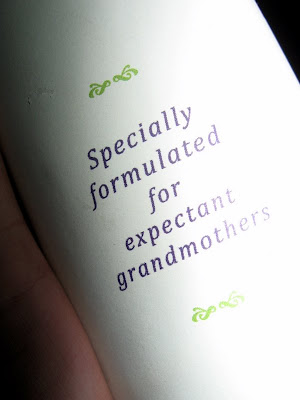 Specially
formulated
for
expectant
grandmothers